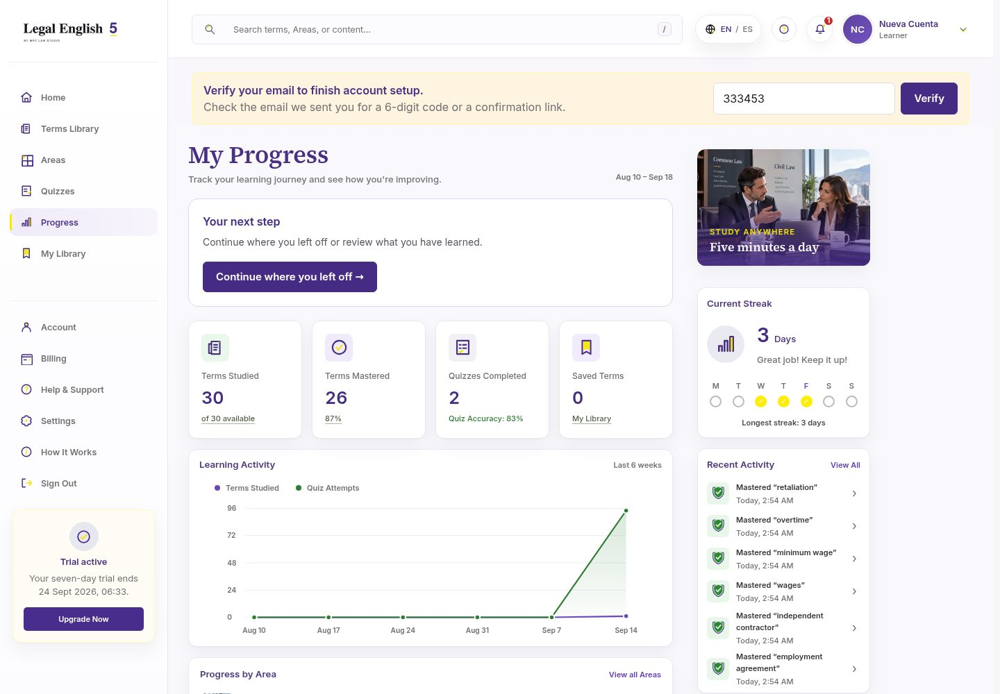 Legal English 5
BY MPC LAW STUDIO
Home
Terms Library
Areas
Quizzes
Progress
My Library
Account
Billing
Help & Support
Settings
How It Works
Sign Out
Trial active
Your seven-day trial ends
24 Sept 2026, 06:33.
Upgrade Now
Search terms, Areas, or content...
/
EN / ES
1
NC
Nueva Cuenta
Learner
Verify your email to finish account setup.
Check the email we sent you for a 6-digit code or a confirmation link.
333453
Verify
My Progress
Track your learning journey and see how you're improving.
Aug 10 – Sep 18
Your next step
Continue where you left off or review what you have learned.
Continue where you left off →
Terms Studied
30
of 30 available
Terms Mastered
26
87%
Quizzes Completed
2
Quiz Accuracy: 83%
Saved Terms
0
My Library
Learning Activity
Last 6 weeks
Terms Studied
Quiz Attempts
96
72
48
24
0
Aug 10
Aug 17
Aug 24
Aug 31
Sep 7
Sep 14
Progress by Area
View all Areas
Common Law
Civil Law
STUDY ANYWHERE
Five minutes a day
Current Streak
3 Days
Great job! Keep it up!
M T W T F S S
Longest streak: 3 days
Recent Activity
View All
Mastered “retaliation”
Today, 2:54 AM
Mastered “overtime”
Today, 2:54 AM
Mastered “minimum wage”
Today, 2:54 AM
Mastered “wages”
Today, 2:54 AM
Mastered “independent
contractor”
Today, 2:54 AM
Mastered “employment
agreement”
Today, 2:54 AM